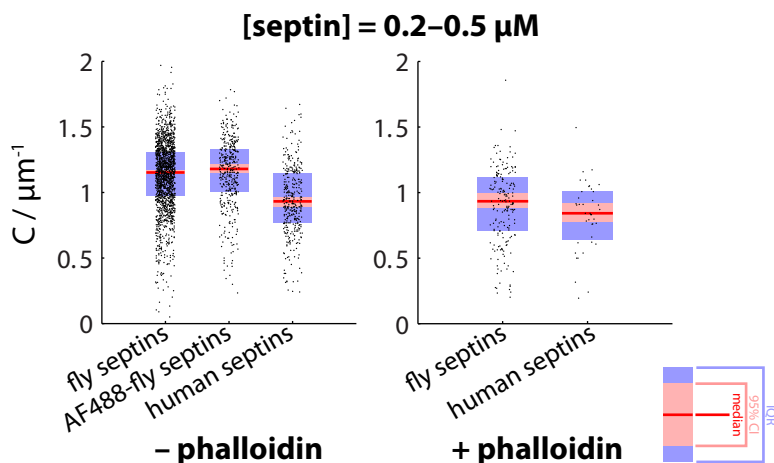 [septin] = 0.2–0.5 μM
C / μm⁻¹
2
1.5
1
0.5
0
fly septins
AF488-fly septins
human septins
– phalloidin
2
1.5
1
0.5
0
fly septins
human septins
+ phalloidin
median
95% CI
IQR